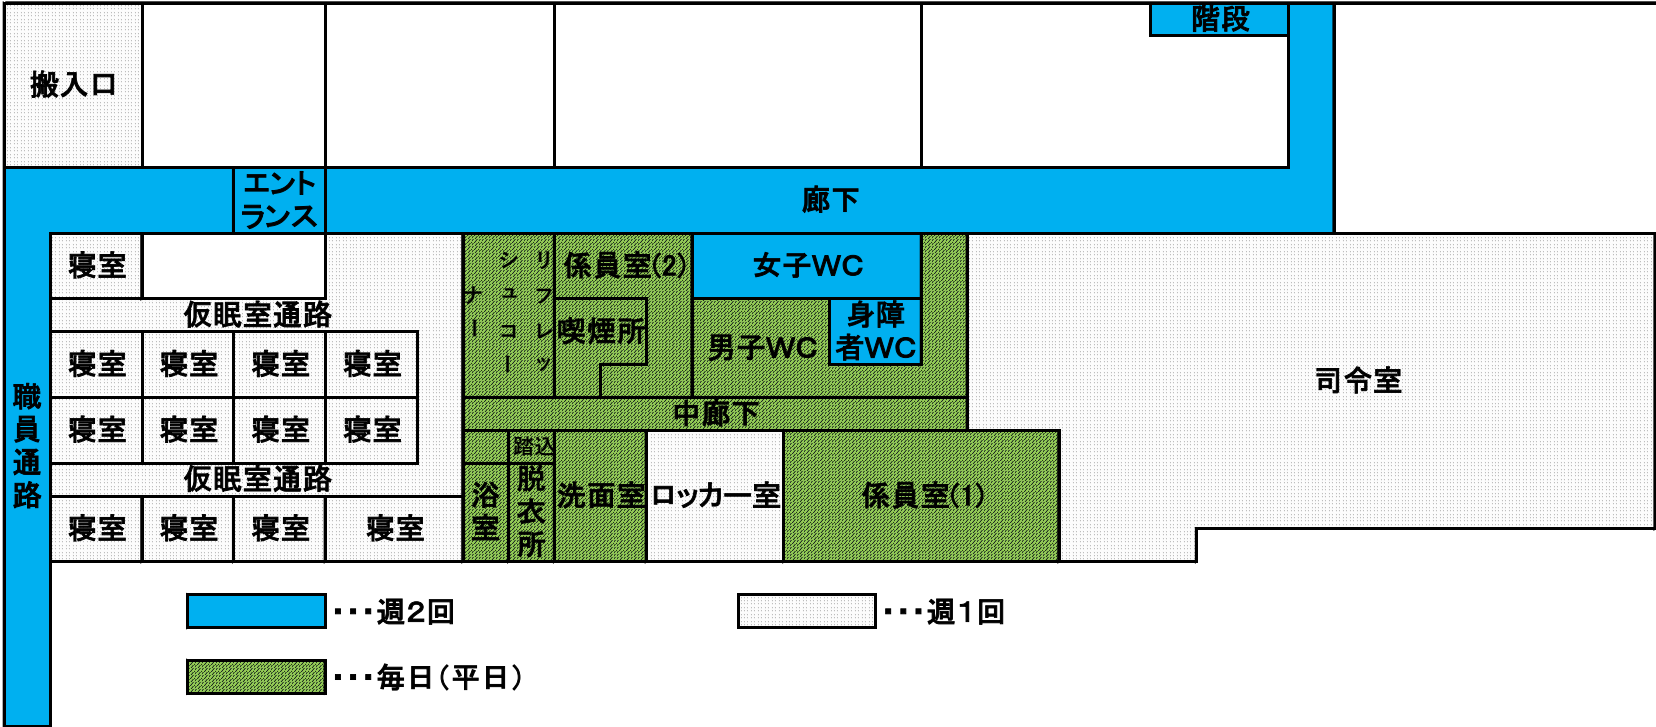 階段
搬入口
エント
ランス
廊下
寝室
リフレッ
シュコー
ナー
係員室(2)
女子WC
仮眠室通路
喫煙所
身障
者WC
男子WC
寝室
寝室
寝室
寝室
司令室
職員通路
寝室
寝室
寝室
寝室
中廊下
踏込
仮眠室通路
浴室
脱衣所
洗面室
ロッカー室
係員室(1)
寝室
寝室
寝室
寝室
・・・週2回
・・・週1回
・・・毎日(平日)